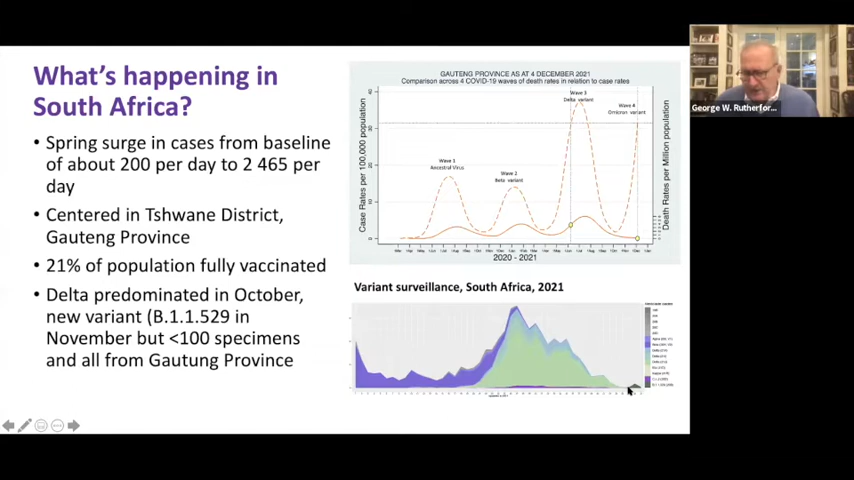 What's happening in
South Africa?
• Spring surge in cases from baseline
of about 200 per day to 2 465 per
day
• Centered in Tshwane District,
Gauteng Province
• 21% of population fully vaccinated
• Delta predominated in October,
new variant (B.1.1.529 in
November but <100 specimens
and all from Gautung Province
GAUTENG PROVINCE AS AT 4 DECEMBER 2021
Comparison across 4 COVID-19 waves of death rates in relation to case rates
Case Rates per 100,000 population
Death Rates per Million population
Wave 1
Ancestral Virus
Wave 2
Beta variant
Wave 3
Delta variant
Wave 4
Omicron variant
2020 - 2021
Variant surveillance, South Africa, 2021
George W. Rutherfor...